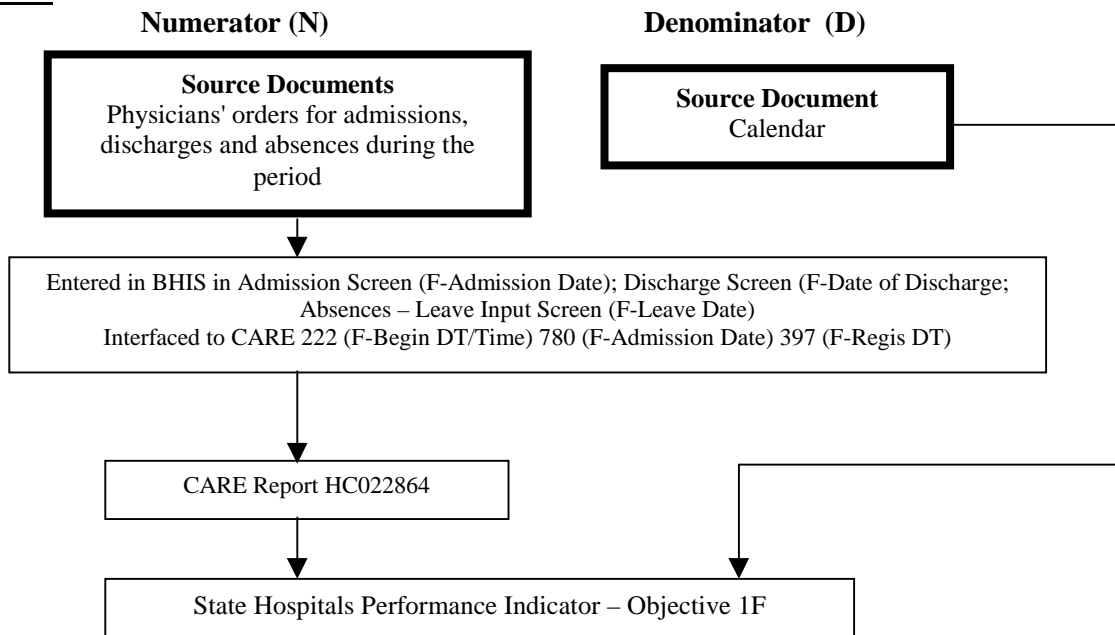 Numerator (N)
Denominator (D)
Source Documents
Physicians' orders for admissions,
discharges and absences during the
period
Source Document
Calendar
Entered in BHIS in Admission Screen (F-Admission Date); Discharge Screen (F-Date of Discharge;
Absences – Leave Input Screen (F-Leave Date)
Interfaced to CARE 222 (F-Begin DT/Time) 780 (F-Admission Date) 397 (F-Regis DT)
CARE Report HC022864
State Hospitals Performance Indicator – Objective 1F